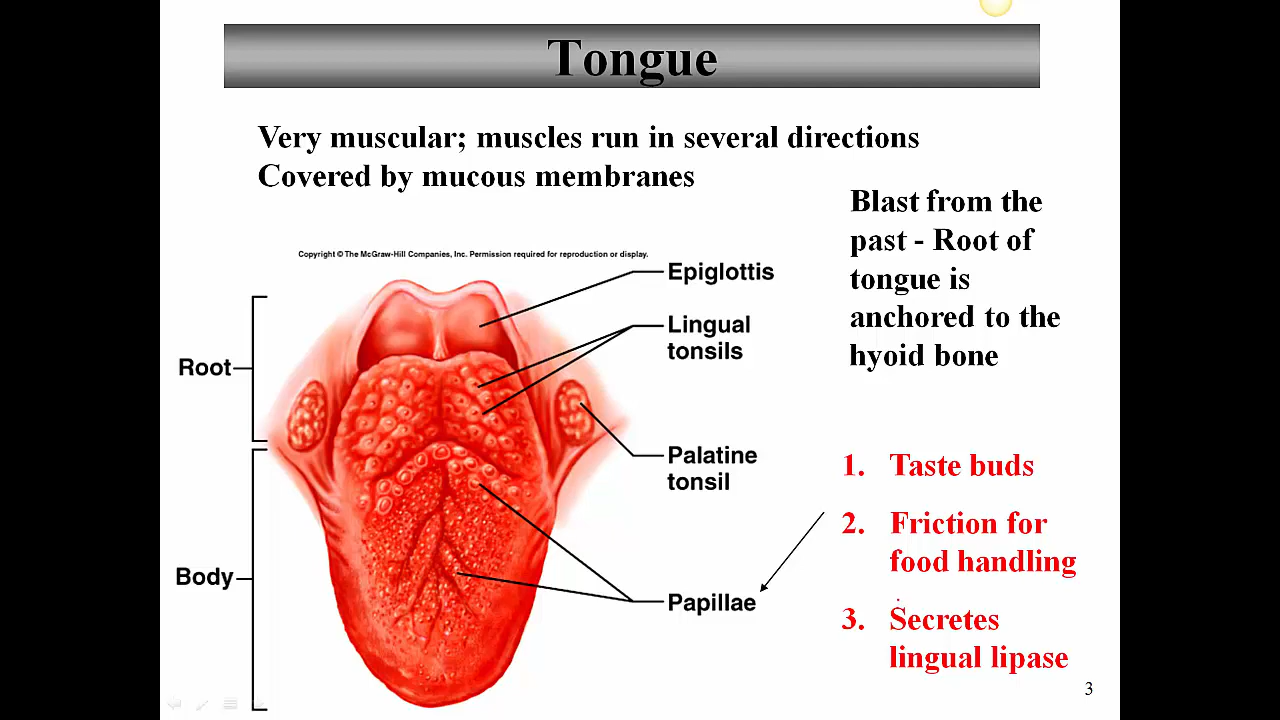 Tongue
Very muscular; muscles run in several directions
Covered by mucous membranes
Blast from the
past - Root of
tongue is
anchored to the
hyoid bone
Copyright © The McGraw-Hill Companies, Inc. Permission required for reproduction or display.
Epiglottis
Lingual
tonsils
Root
Palatine
tonsil
Body
Papillae
1. Taste buds
2. Friction for
food handling
3. Secretes
lingual lipase
3